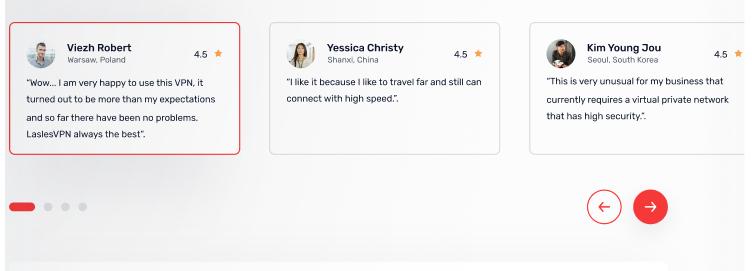 Viezh Robert
4.5
Warsaw, Poland
“Wow... I am very happy to use this VPN, it
turned out to be more than my expectations
and so far there have been no problems.
LaslesVPN always the best”.
Yessica Christy
4.5
Shanxi, China
“I like it because I like to travel far and still can
connect with high speed.”.
Kim Young Jou
4.5
Seoul, South Korea
“This is very unusual for my business that
currently requires a virtual private network
that has high security.”.